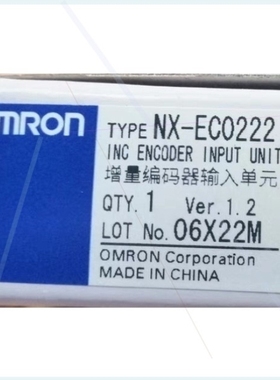 MRON
TYPE NX-EC0222
INC ENCODER INPUT UNIT
增量编码器输入单元
QTY. 1 Ver. 1.2
LOT No. 06X22M
OMRON Corporation
MADE IN CHINA